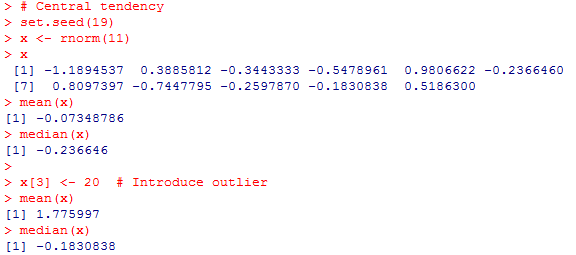 > # Central tendency
> set.seed(19)
> x <- rnorm(11)
> x
 [1] -1.1894537  0.3885812 -0.3443333 -0.5478961  0.9806622 -0.2366460
 [7]  0.8097397 -0.7447795 -0.2597870 -0.1830838  0.5186300
> mean(x)
[1] -0.07348786
> median(x)
[1] -0.236646
>
> x[3] <- 20  # Introduce outlier
> mean(x)
[1] 1.775997
> median(x)
[1] -0.1830838